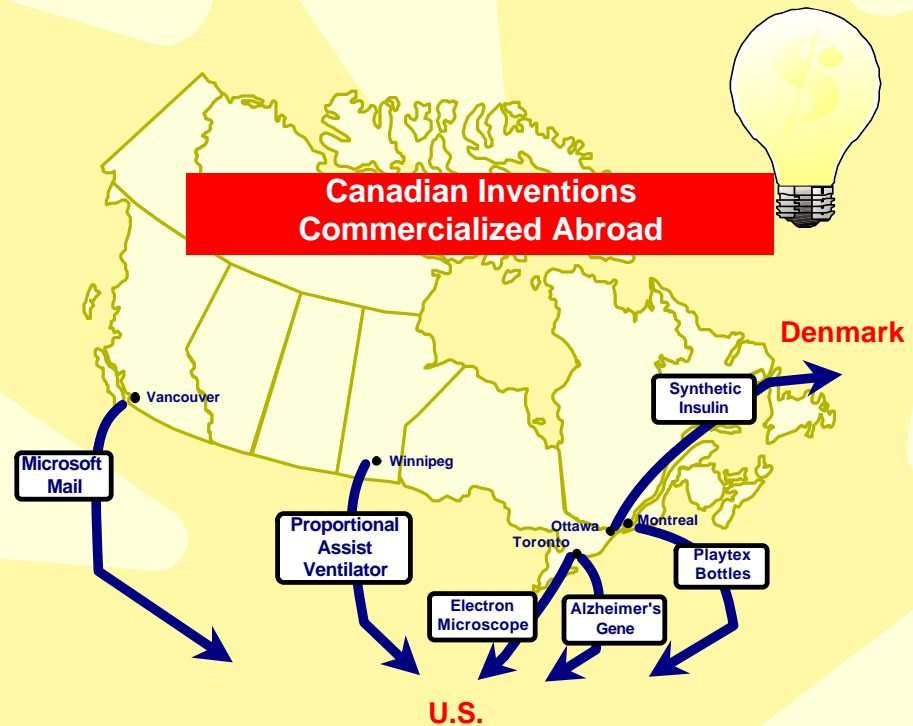 Canadian Inventions
Commercialized Abroad
Denmark
Synthetic
Insulin
Vancouver
Microsoft
Mail
Winnipeg
Proportional
Assist
Ventilator
Ottawa
Montreal
Toronto
Playtex
Bottles
Electron
Microscope
Alzheimer's
Gene
U.S.